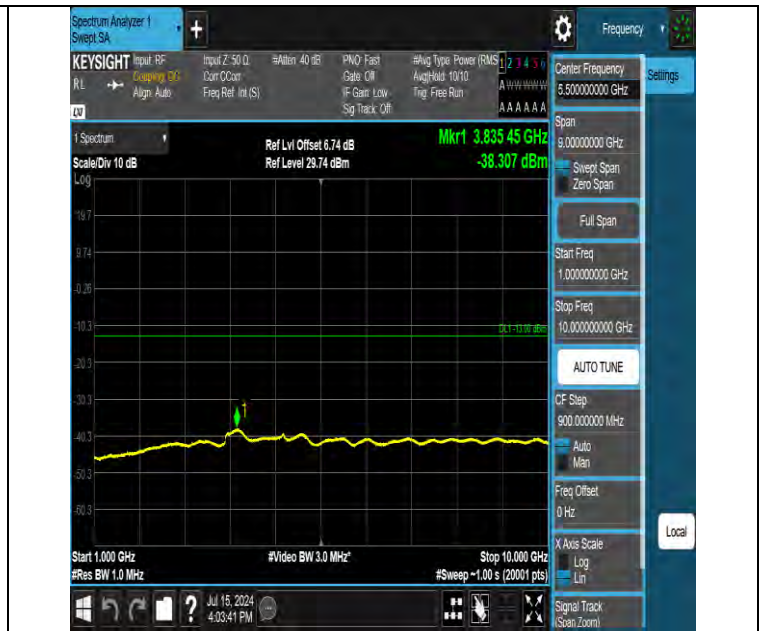 Spectrum Analyzer 1
Swept SA
+
Frequency
KEYSIGHT
RL
Input: RF
Coupling: DC
Align: Auto
Input Z: 50 Ω
Corr CCorr
Freq Ref: Int (S)
#Atten: 40 dB
PNO: Fast
Gate: Off
IF Gain: Low
Sig Track: Off
#Avg Type: Power (RMS
Avg|Hold: 10/10
Trig: Free Run
1 2 3 4 5 6
A W W W W W
A A A A A A
Center Frequency
5.500000000 GHz
Settings
Span
9.00000000 GHz
Swept Span
Zero Span
Full Span
Start Freq
1.000000000 GHz
Stop Freq
10.000000000 GHz
AUTO TUNE
CF Step
900.000000 MHz
Auto
Man
Freq Offset
0 Hz
X Axis Scale
Log
Lin
Signal Track
(Span Zoom)
Local
1 Spectrum
Scale/Div 10 dB
Log
Ref Lvl Offset 6.74 dB
Ref Level 29.74 dBm
Mkr1 3.835 45 GHz
-38.307 dBm
19.7
9.74
-0.26
-10.3
DL1 -13.00 dBm
-20.3
-30.3
1
-40.3
-50.3
-60.3
Start 1.000 GHz
#Res BW 1.0 MHz
#Video BW 3.0 MHz*
Stop 10.000 GHz
#Sweep ~1.00 s (20001 pts)
?
Jul 15, 2024
4:03:41 PM